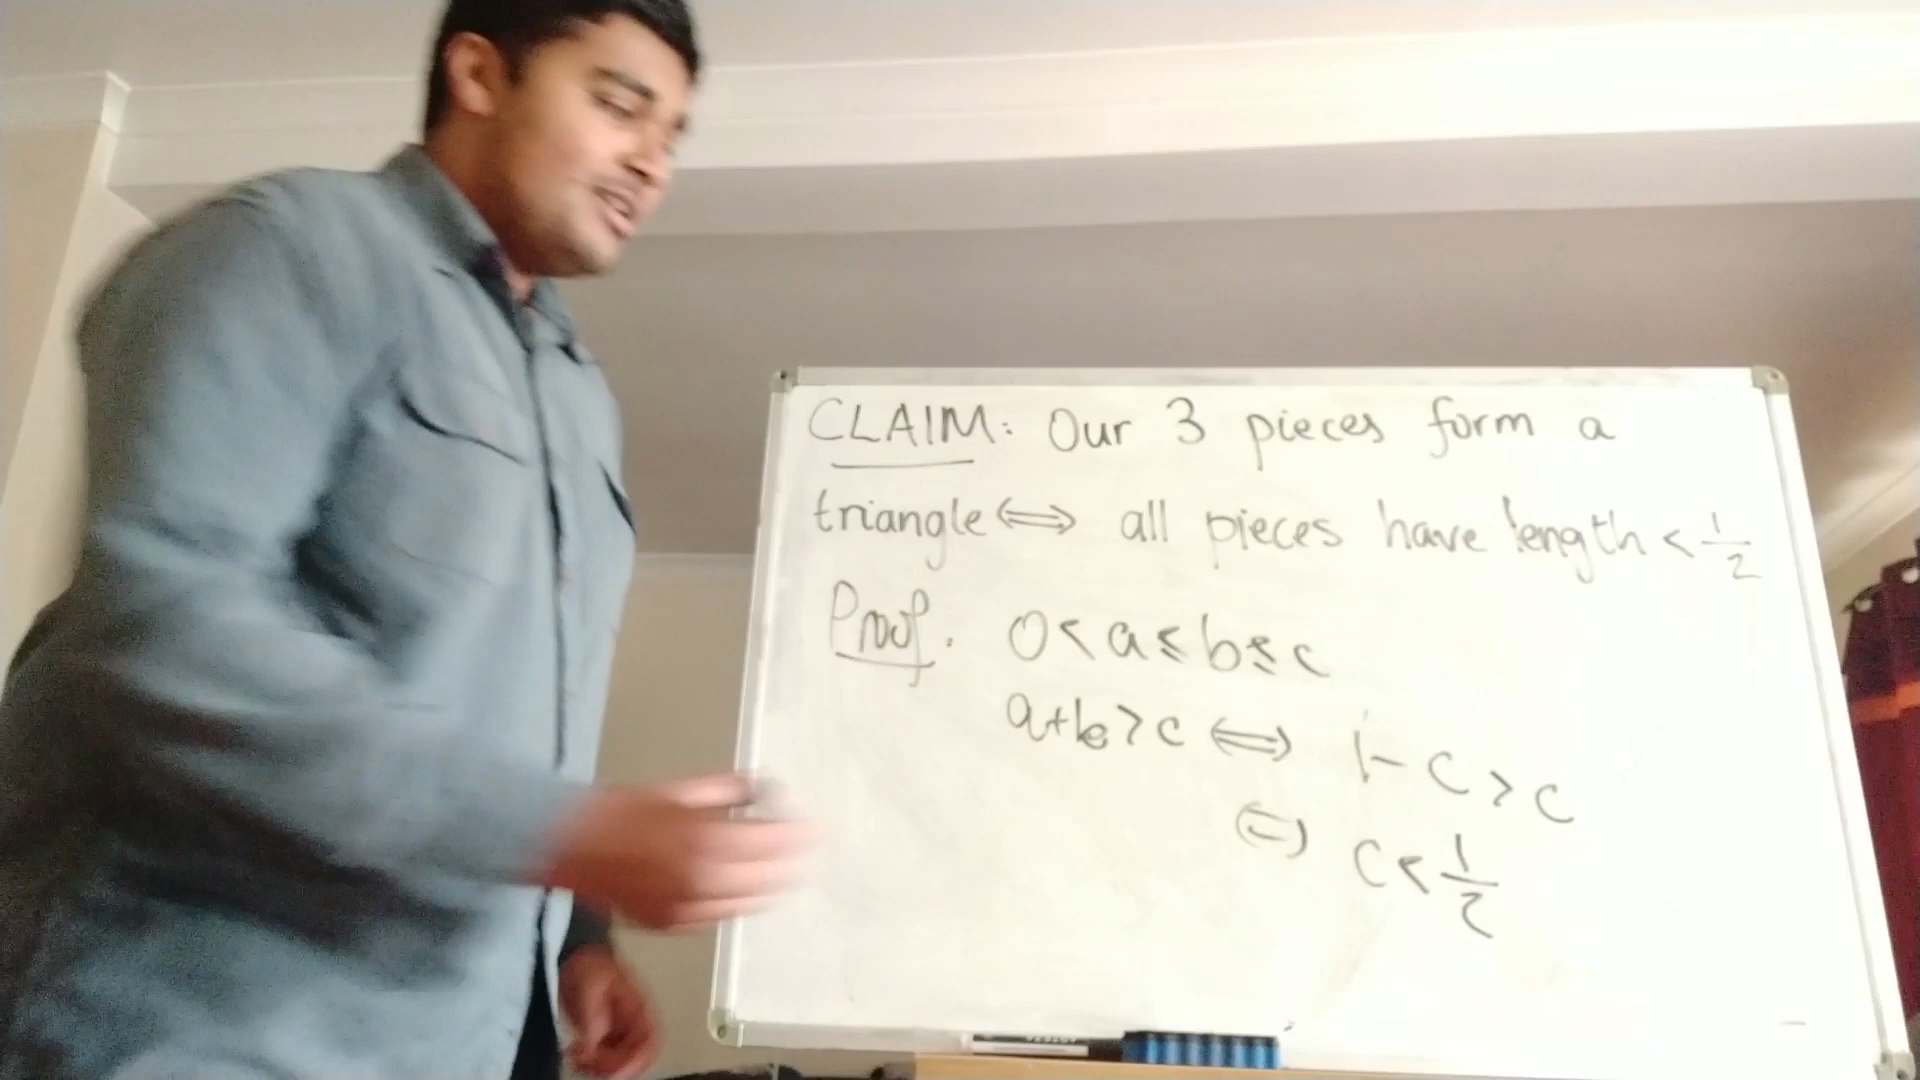 CLAIM: Our 3 pieces form a
triangle ⟺ all pieces have length < 1/2
Proof. 0 < a ≤ b ≤ c
a+b > c ⟺ 1 - c > c
⟺ c < 1/2